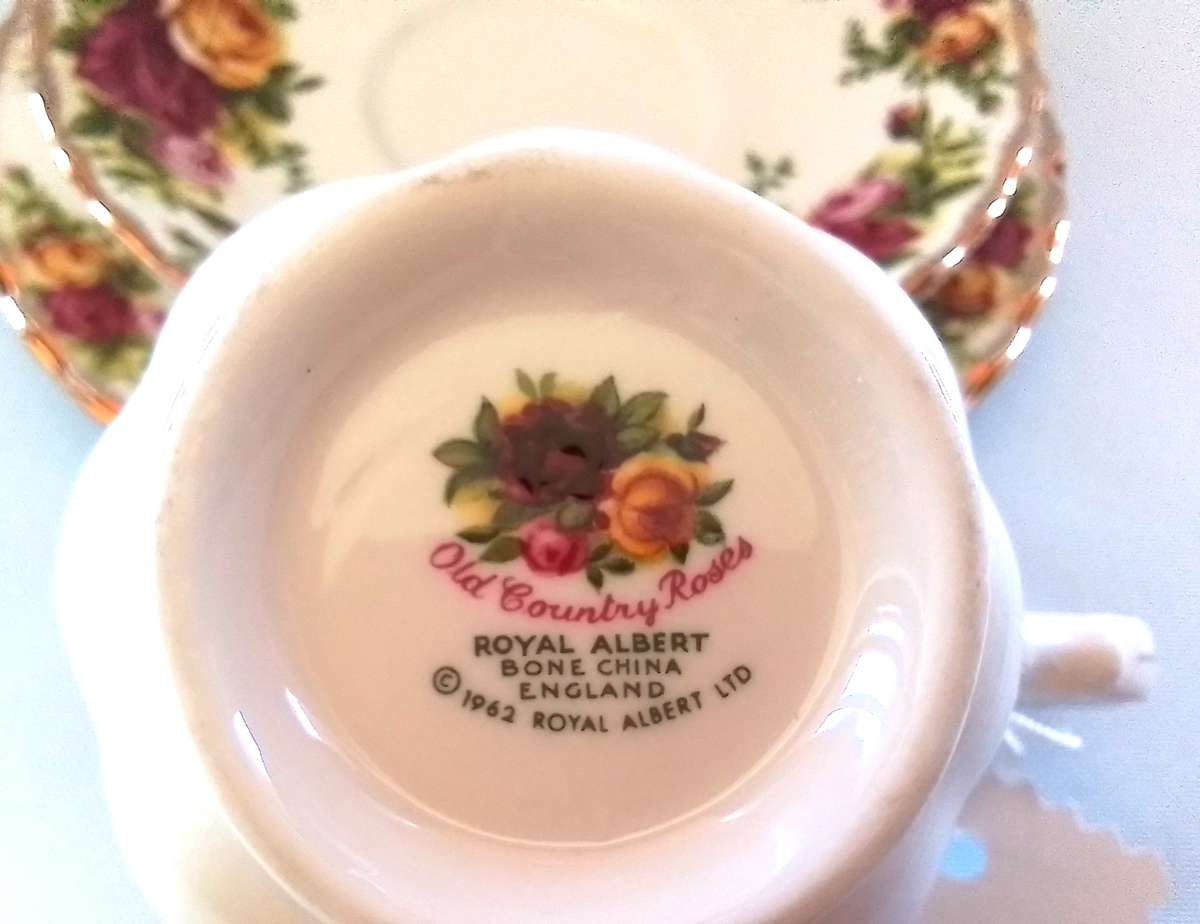 Old Country Roses
ROYAL ALBERT
BONE CHINA
ENGLAND
© 1962 ROYAL ALBERT LTD